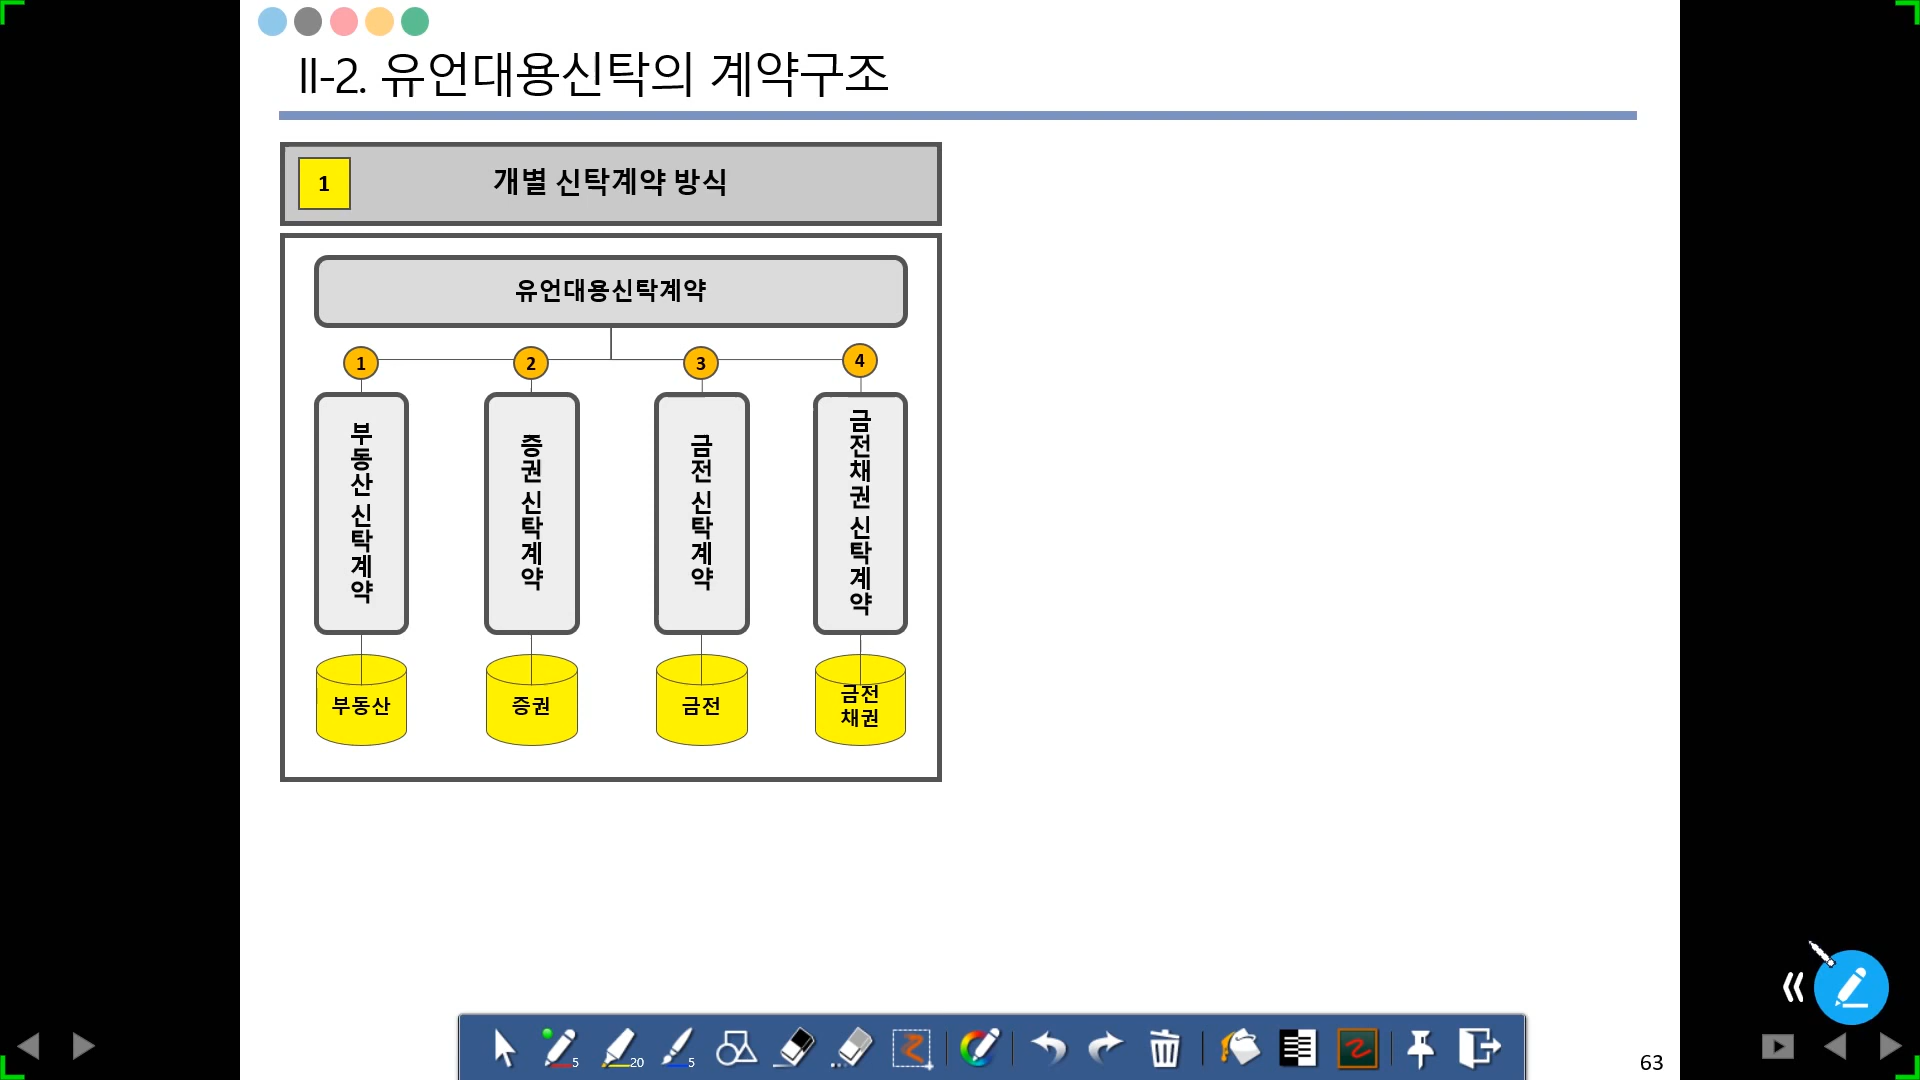 II-2. 유언대용신탁의 계약구조
1
개별 신탁계약 방식
유언대용신탁계약
1
2
3
4
부동산 신탁계약
증권 신탁계약
금전 신탁계약
금전채권 신탁계약
부동산
증권
금전
금전
채권
5
20
5
63